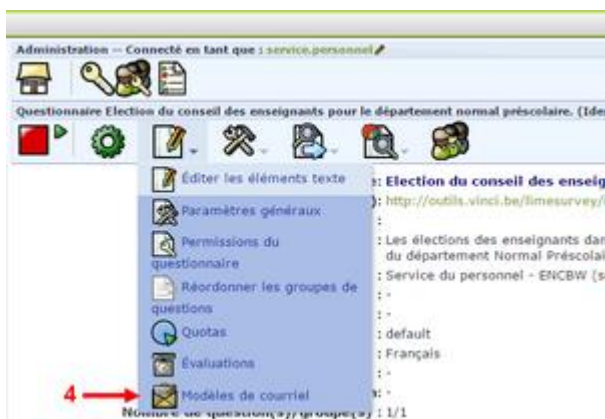 Administration -- Connecté en tant que : service.personnel
Questionnaire Election du conseil des enseignants pour le département normal préscolaire. (Ide
Éditer les éléments texte
: Election du conseil des enseig
Paramètres généraux
): http://outils.vinci.be/limesurvey/
:
Permissions du questionnaire
: Les élections des enseignants dan
du département Normal Préscolai
: Service du personnel - ENCBW (s
Réordonner les groupes de questions
: -
: -
Quotas
: default
: Français
Évaluations
: -
4
Modèles de courriel
: -
Nombre de question(s)/groupe(s) : 1/1